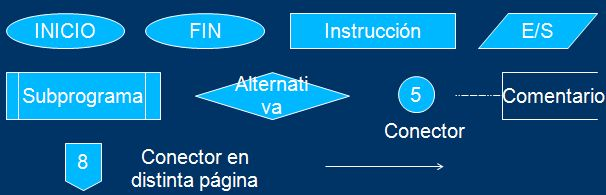 INICIO
FIN
Instrucción
E/S
Subprograma
Alternati
va
5
Comentario
Conector
8
Conector en
distinta página